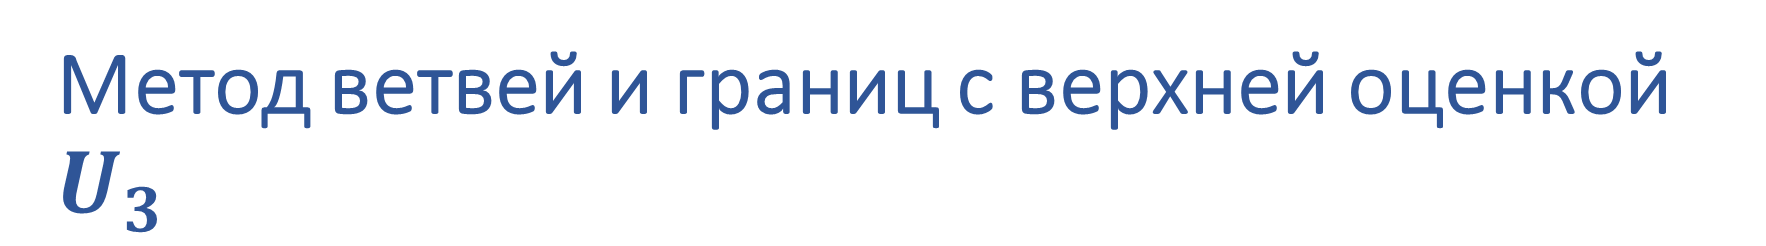 Метод ветвей и границ с верхней оценкой
U₃